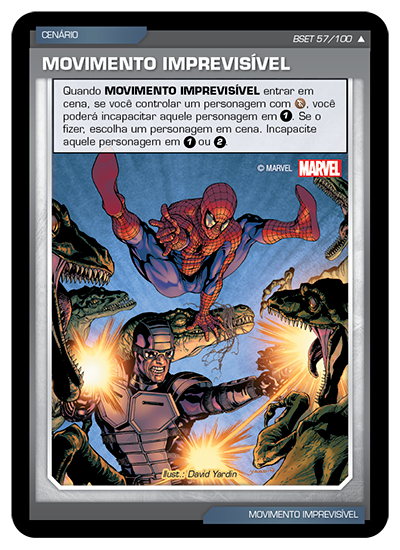 CENÁRIO
BSET 57/100 ▲
MOVIMENTO IMPREVISÍVEL
Quando MOVIMENTO IMPREVISÍVEL entrar em
cena, se você controlar um personagem com , você
poderá incapacitar aquele personagem em 1. Se o
fizer, escolha um personagem em cena. Incapacite
aquele personagem em 1 ou 2.
© MARVEL MARVEL
Ilust.: David Yardin
MOVIMENTO IMPREVISÍVEL